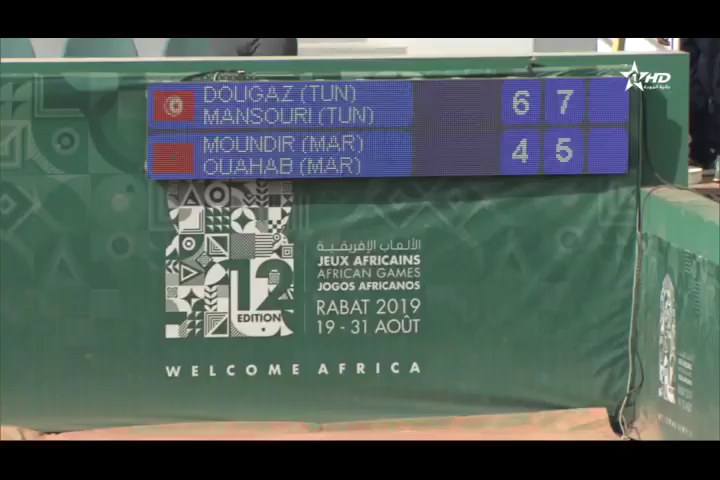 HD
DOUGAZ (TUN) 6 7
MANSOURI (TUN)
MOUNDIR (MAR) 4 5
OUAHAB (MAR)
12
EDITION
الألعاب الإفريقية
JEUX AFRICAINS
AFRICAN GAMES
JOGOS AFRICANOS
RABAT 2019
19 - 31 AOÛT
WELCOME AFRICA